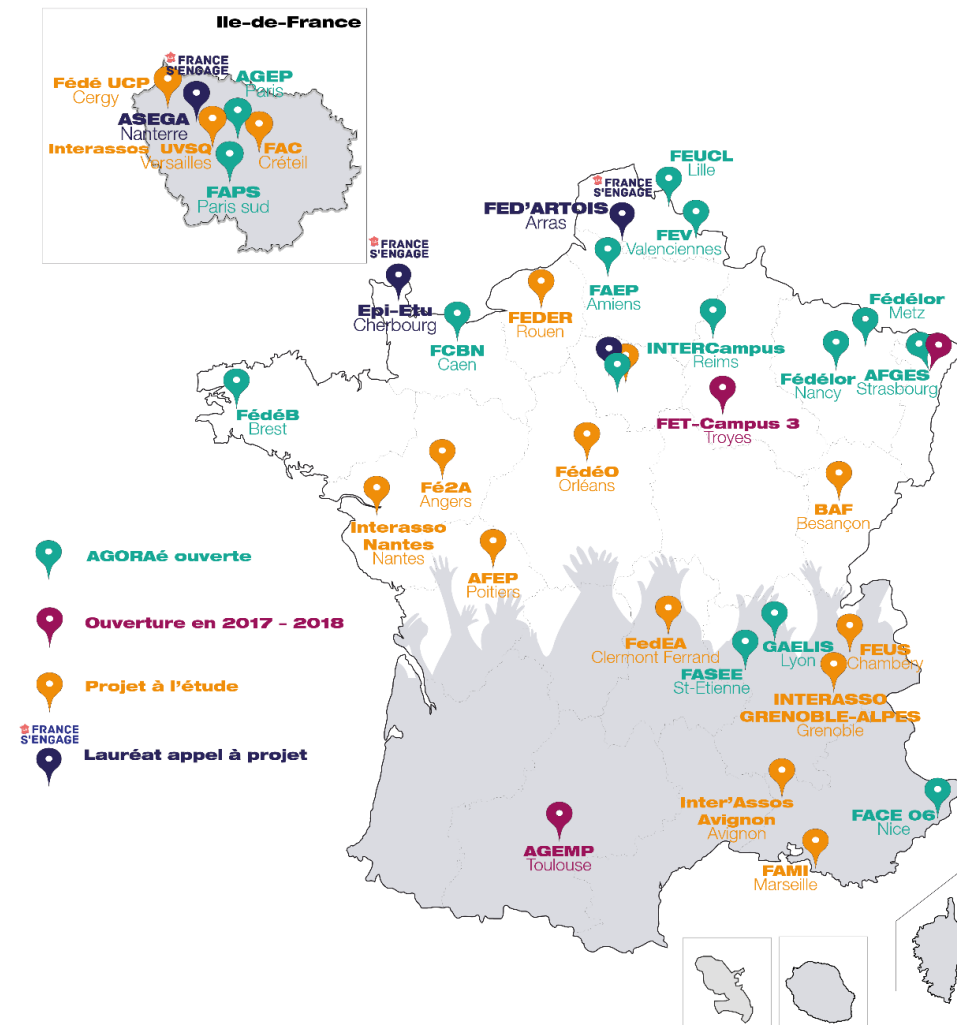 Ile-de-France
FRANCE
S'ENGAGE
Fédé UCP
Cergy
AGEP
Paris
ASEGA
Nanterre
Interassos UVSQ
Versailles
FAC
Créteil
FAPS
Paris sud
FEUCL
Lille
FRANCE
S'ENGAGE
FED'ARTOIS
Arras
FEV
Valenciennes
FRANCE
S'ENGAGE
Epi-Etu
Cherbourg
FAEP
Amiens
FEDER
Rouen
FCBN
Caen
INTERCampus
Reims
Fédélor
Metz
Fédélor
Nancy
AFGES
Strasbourg
FédéB
Brest
FET-Campus 3
Troyes
Fé2A
Angers
FédéO
Orléans
BAF
Besançon
Interasso
Nantes
Nantes
AFEP
Poitiers
FedEA
Clermont Ferrand
GAELIS
Lyon
FASEE
St-Etienne
FEUS
Chambéry
INTERASSO
GRENOBLE-ALPES
Grenoble
Inter'Assos
Avignon
Avignon
FACE 06
Nice
AGEMP
Toulouse
FAMI
Marseille
AGORAé ouverte
Ouverture en 2017 - 2018
Projet à l'étude
FRANCE
S'ENGAGE
Lauréat appel à projet